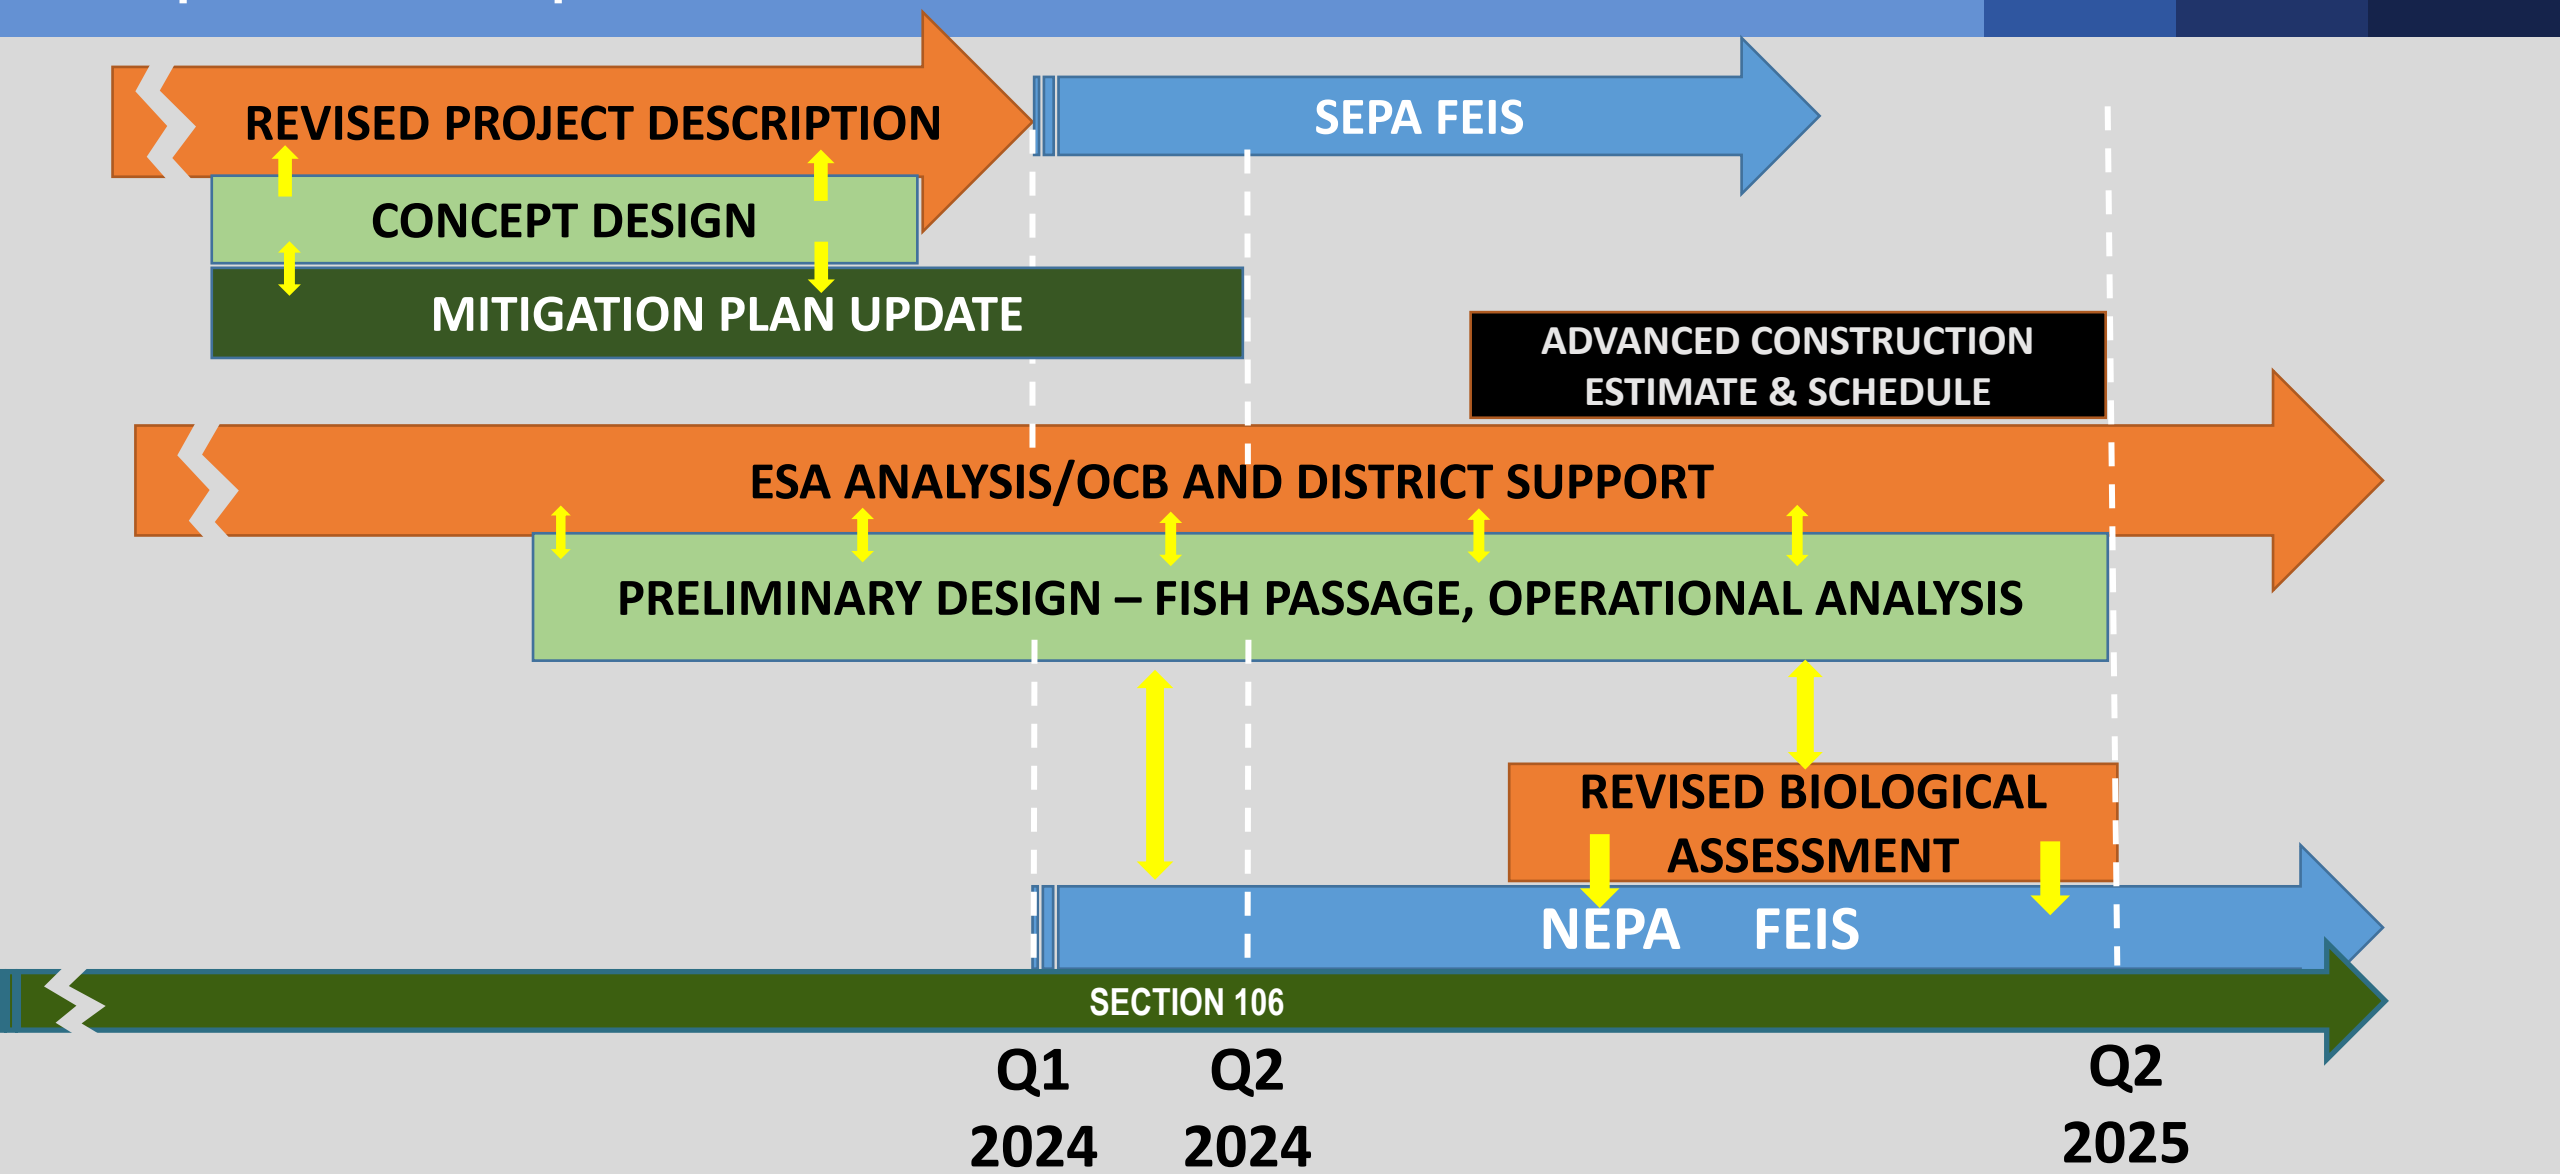 REVISED PROJECT DESCRIPTION
SEPA FEIS
CONCEPT DESIGN
MITIGATION PLAN UPDATE
ADVANCED CONSTRUCTION
ESTIMATE & SCHEDULE
ESA ANALYSIS/OCB AND DISTRICT SUPPORT
PRELIMINARY DESIGN – FISH PASSAGE, OPERATIONAL ANALYSIS
REVISED BIOLOGICAL
ASSESSMENT
NEPA FEIS
SECTION 106
Q1
2024
Q2
2024
Q2
2025